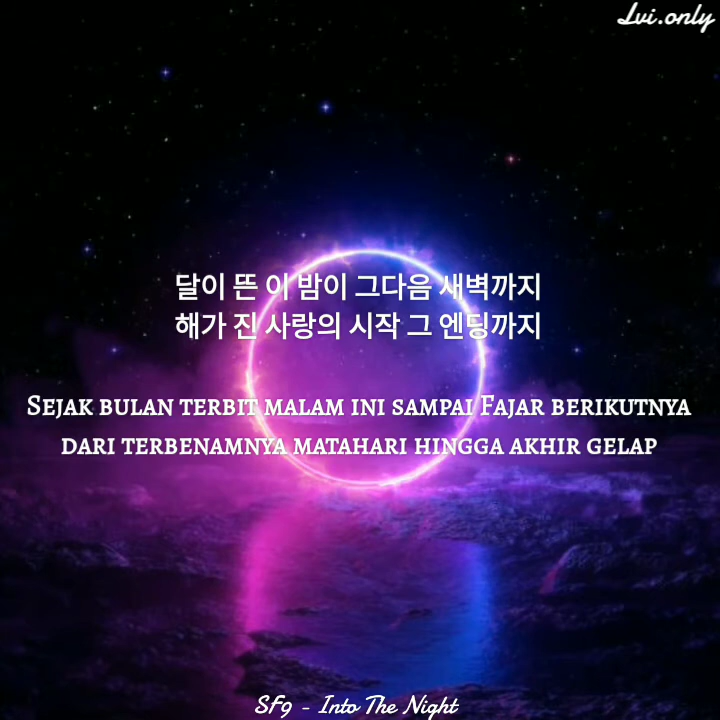 Lvi.only
달이 뜬 이 밤이 그다음 새벽까지
해가 진 사랑의 시작 그 엔딩까지
Sejak bulan terbit malam ini sampai Fajar berikutnya
dari terbenamnya matahari hingga akhir gelap
SF9 - Into The Night